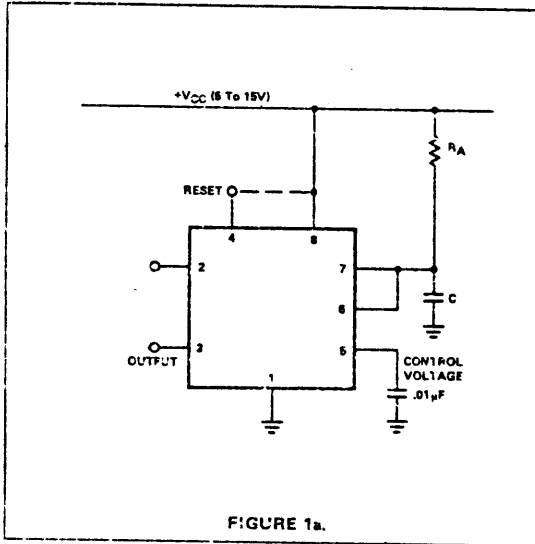 +VCC (5 To 15V)
RA
RESET
4
8
2
7
C
6
2
5
OUTPUT
CONTROL
VOLTAGE
.01µF
1
FIGURE 1a.